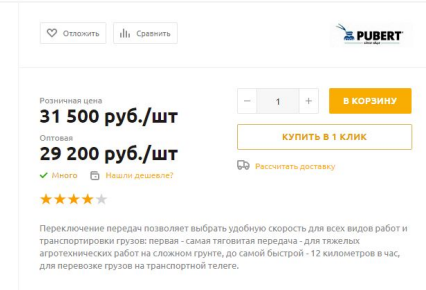 Отложить
Сравнить
PUBERT
Розничная цена
31 500 руб./шт
Оптовая
29 200 руб./шт
Много
Нашли дешевле?
− 1 +
В КОРЗИНУ
КУПИТЬ В 1 КЛИК
Рассчитать доставку
Переключение передач позволяет выбрать удобную скорость для всех видов работ и
транспортировки грузов: первая - самая тяговитая передача - для тяжелых
агротехнических работ на сложном грунте, до самой быстрой - 12 километров в час,
для перевозке грузов на транспортной телеге.